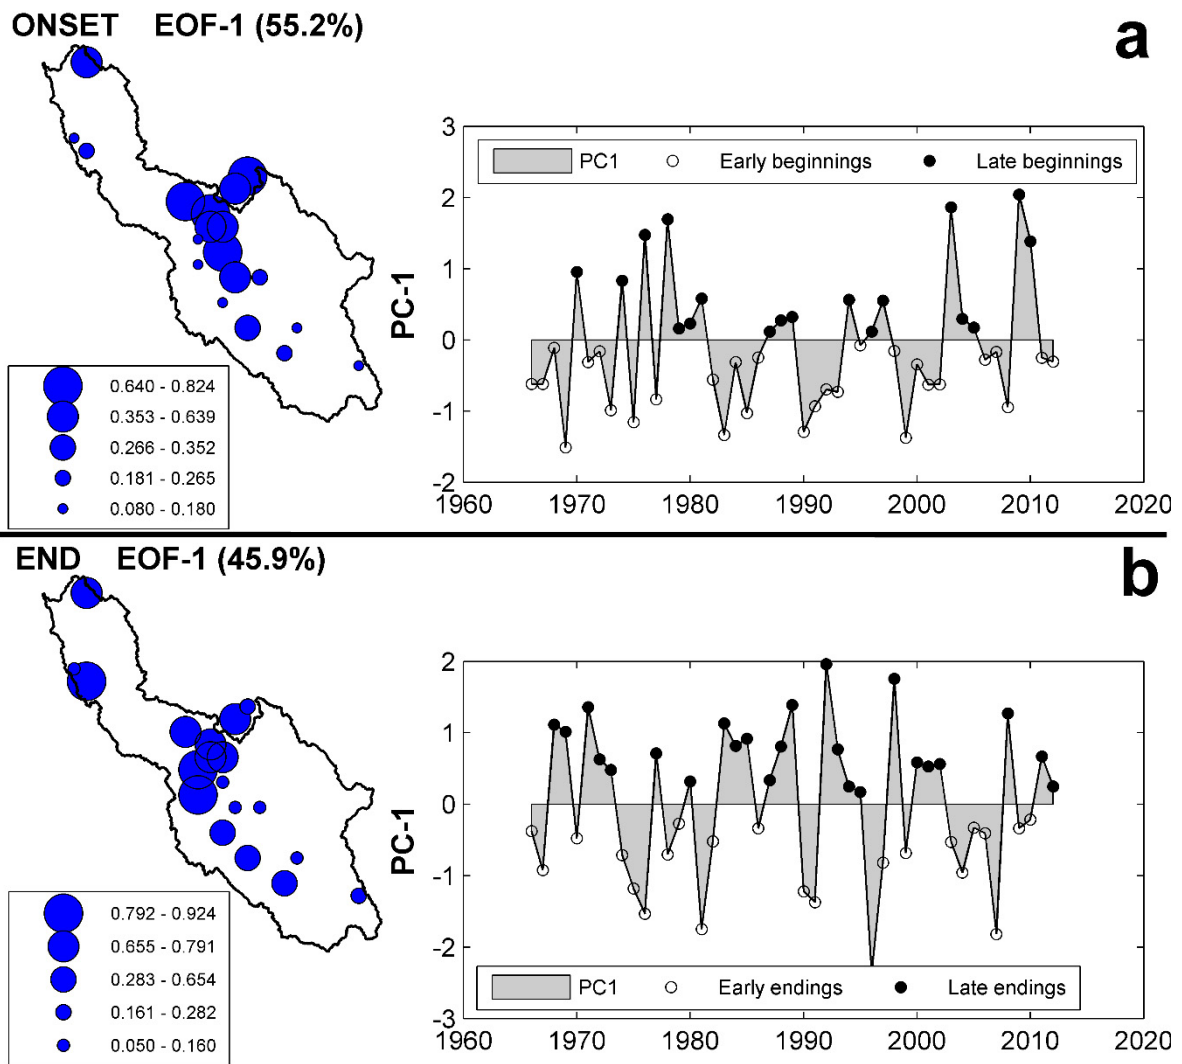 ONSET EOF-1 (55.2%)
a
3
2
1
0
-1
-2
PC-1
PC1 Early beginnings Late beginnings
1960 1970 1980 1990 2000 2010 2020
0.640 - 0.824
0.353 - 0.639
0.266 - 0.352
0.181 - 0.265
0.080 - 0.180
END EOF-1 (45.9%)
b
2
1
0
-1
-2
-3
PC-1
PC1 Early endings Late endings
1960 1970 1980 1990 2000 2010 2020
0.792 - 0.924
0.655 - 0.791
0.283 - 0.654
0.161 - 0.282
0.050 - 0.160